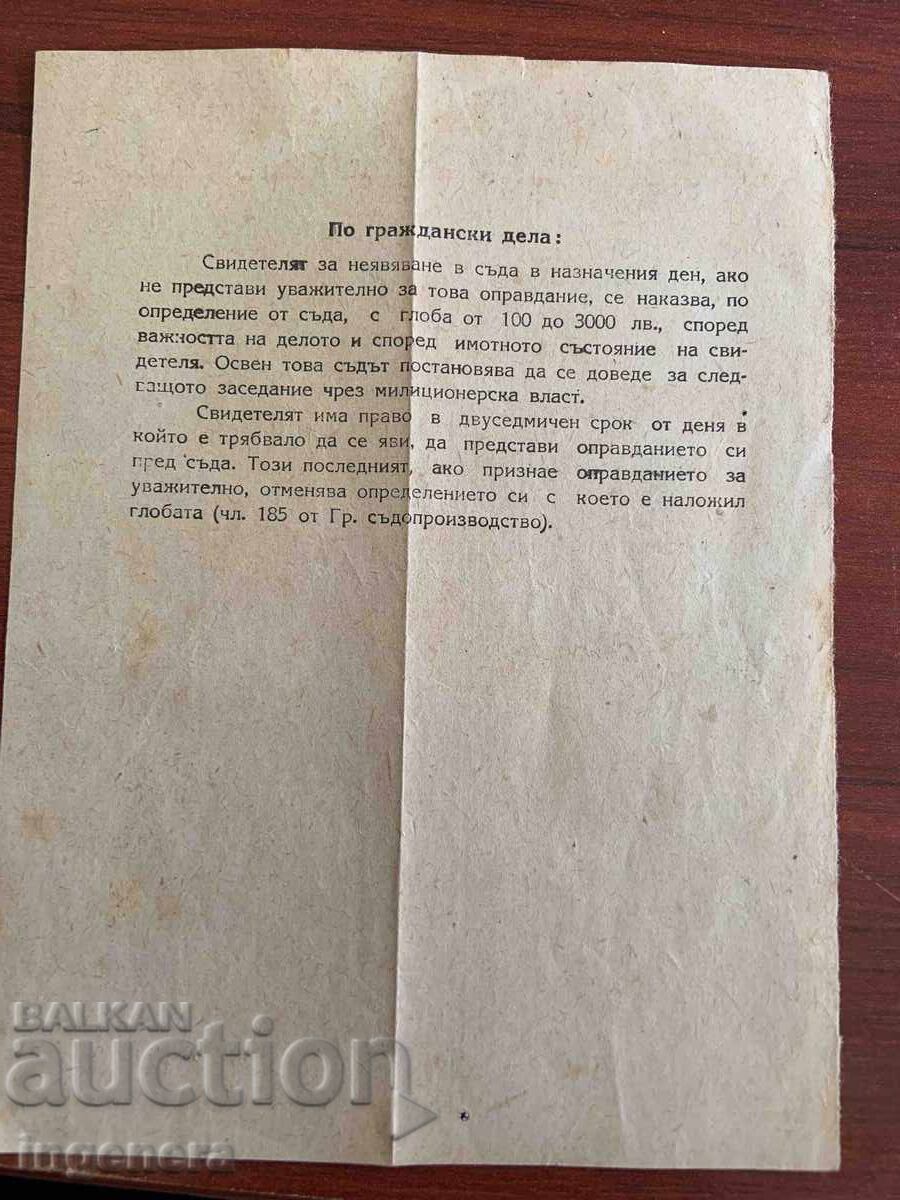 По граждански дела:
Свидетелят за неявяване в съда в назначения ден, ако
не представи уважително за това оправдание, се наказва, по
определение от съда, с глоба от 100 до 3000 лв., според
важността на делото и според имотното състояние на сви-
детеля. Освен това съдът постановява да се доведе за след-
ващото заседание чрез милиционерска власт.
Свидетелят има право в двуседмичен срок от деня в
който е трябвало да се яви, да представи оправданието си
пред съда. Този последният, ако признае оправданието за
уважително, отменява определението си с което е наложил
глобата (чл. 185 от Гр. съдопроизводство).
BALKAN
auction
ingenera